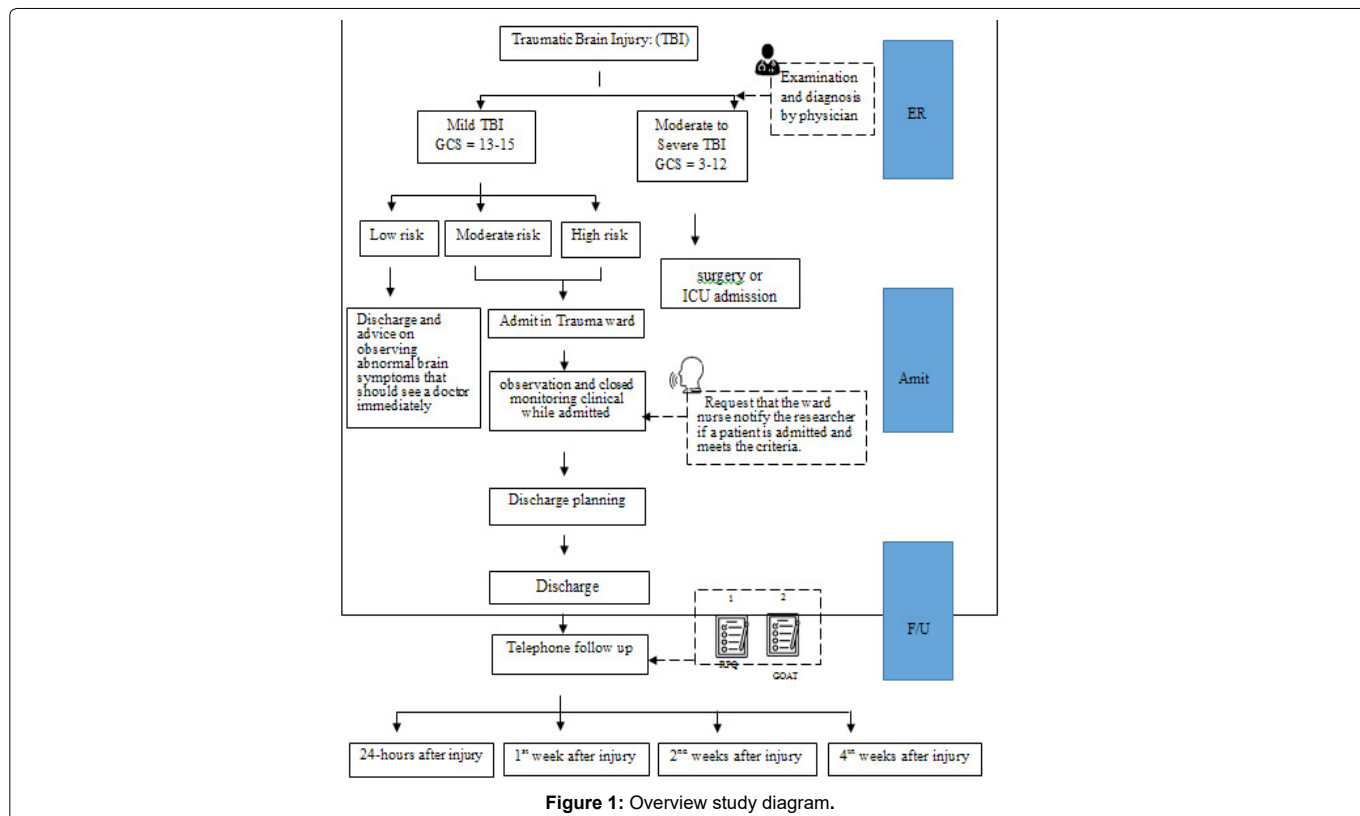 Traumatic Brain Injury: (TBI)
Examination
and diagnosis
by physician
ER
Mild TBI
GCS = 13-15
Moderate to
Severe TBI
GCS = 3-12
Low risk
Moderate risk
High risk
surgery or
ICU admission
Discharge and
advice on
observing
abnormal brain
symptoms that
should see a doctor
immediately
Admit in Trauma ward
Amit
observation and closed
monitoring clinical
while admitted
Request that the ward
nurse notify the researcher
if a patient is admitted and
meets the criteria.
Discharge planning
Discharge
1
2
RPQ
GOAT
F/U
Telephone follow up
24-hours after injury
1st week after injury
2nd weeks after injury
4th weeks after injury
Figure 1: Overview study diagram.